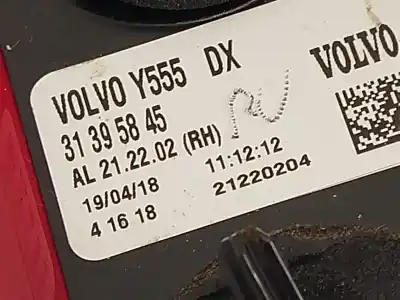 VOLVO Y555 DX
31 39 58 45
AL 21.22.02 (RH)
19/04/18 11:12:12
4 16 18 21220204
VOLVO